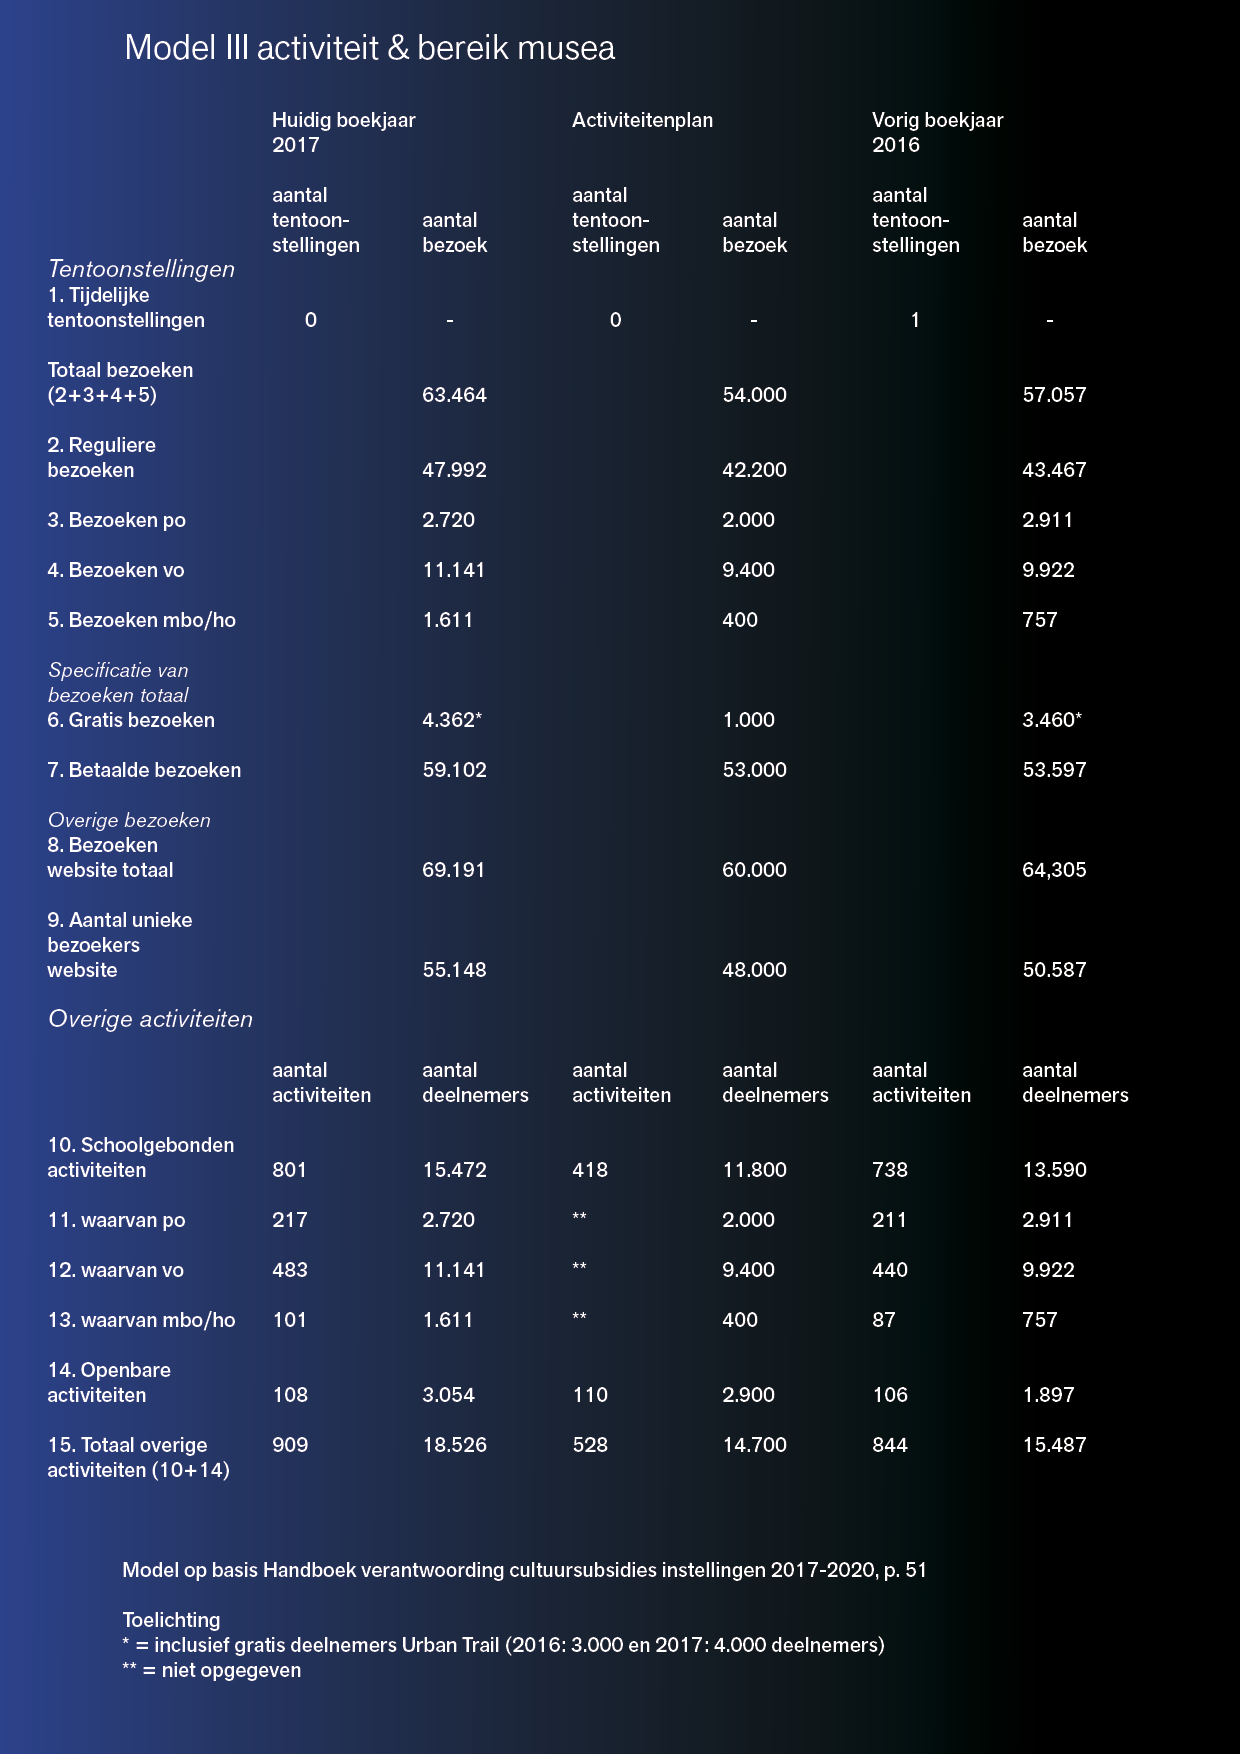 Model III activiteit & bereik musea
Huidig boekjaar Activiteitenplan Vorig boekjaar
2017 2016
aantal aantal aantal
tentoon- aantal tentoon- aantal tentoon- aantal
stellingen bezoek stellingen bezoek stellingen bezoek
Tentoonstellingen
1. Tijdelijke
tentoonstellingen 0 - 0 - 1 -
Totaal bezoeken
(2+3+4+5) 63.464 54.000 57.057
2. Reguliere
bezoeken 47.992 42.200 43.467
3. Bezoeken po 2.720 2.000 2.911
4. Bezoeken vo 11.141 9.400 9.922
5. Bezoeken mbo/ho 1.611 400 757
Specificatie van
bezoeken totaal
6. Gratis bezoeken 4.362* 1.000 3.460*
7. Betaalde bezoeken 59.102 53.000 53.597
Overige bezoeken
8. Bezoeken
website totaal 69.191 60.000 64,305
9. Aantal unieke
bezoekers
website 55.148 48.000 50.587
Overige activiteiten
aantal aantal aantal aantal aantal aantal
activiteiten deelnemers activiteiten deelnemers activiteiten deelnemers
10. Schoolgebonden
activiteiten 801 15.472 418 11.800 738 13.590
11. waarvan po 217 2.720 ** 2.000 211 2.911
12. waarvan vo 483 11.141 ** 9.400 440 9.922
13. waarvan mbo/ho 101 1.611 ** 400 87 757
14. Openbare
activiteiten 108 3.054 110 2.900 106 1.897
15. Totaal overige 909 18.526 528 14.700 844 15.487
activiteiten (10+14)
Model op basis Handboek verantwoording cultuursubsidies instellingen 2017-2020, p. 51
Toelichting
* = inclusief gratis deelnemers Urban Trail (2016: 3.000 en 2017: 4.000 deelnemers)
** = niet opgegeven